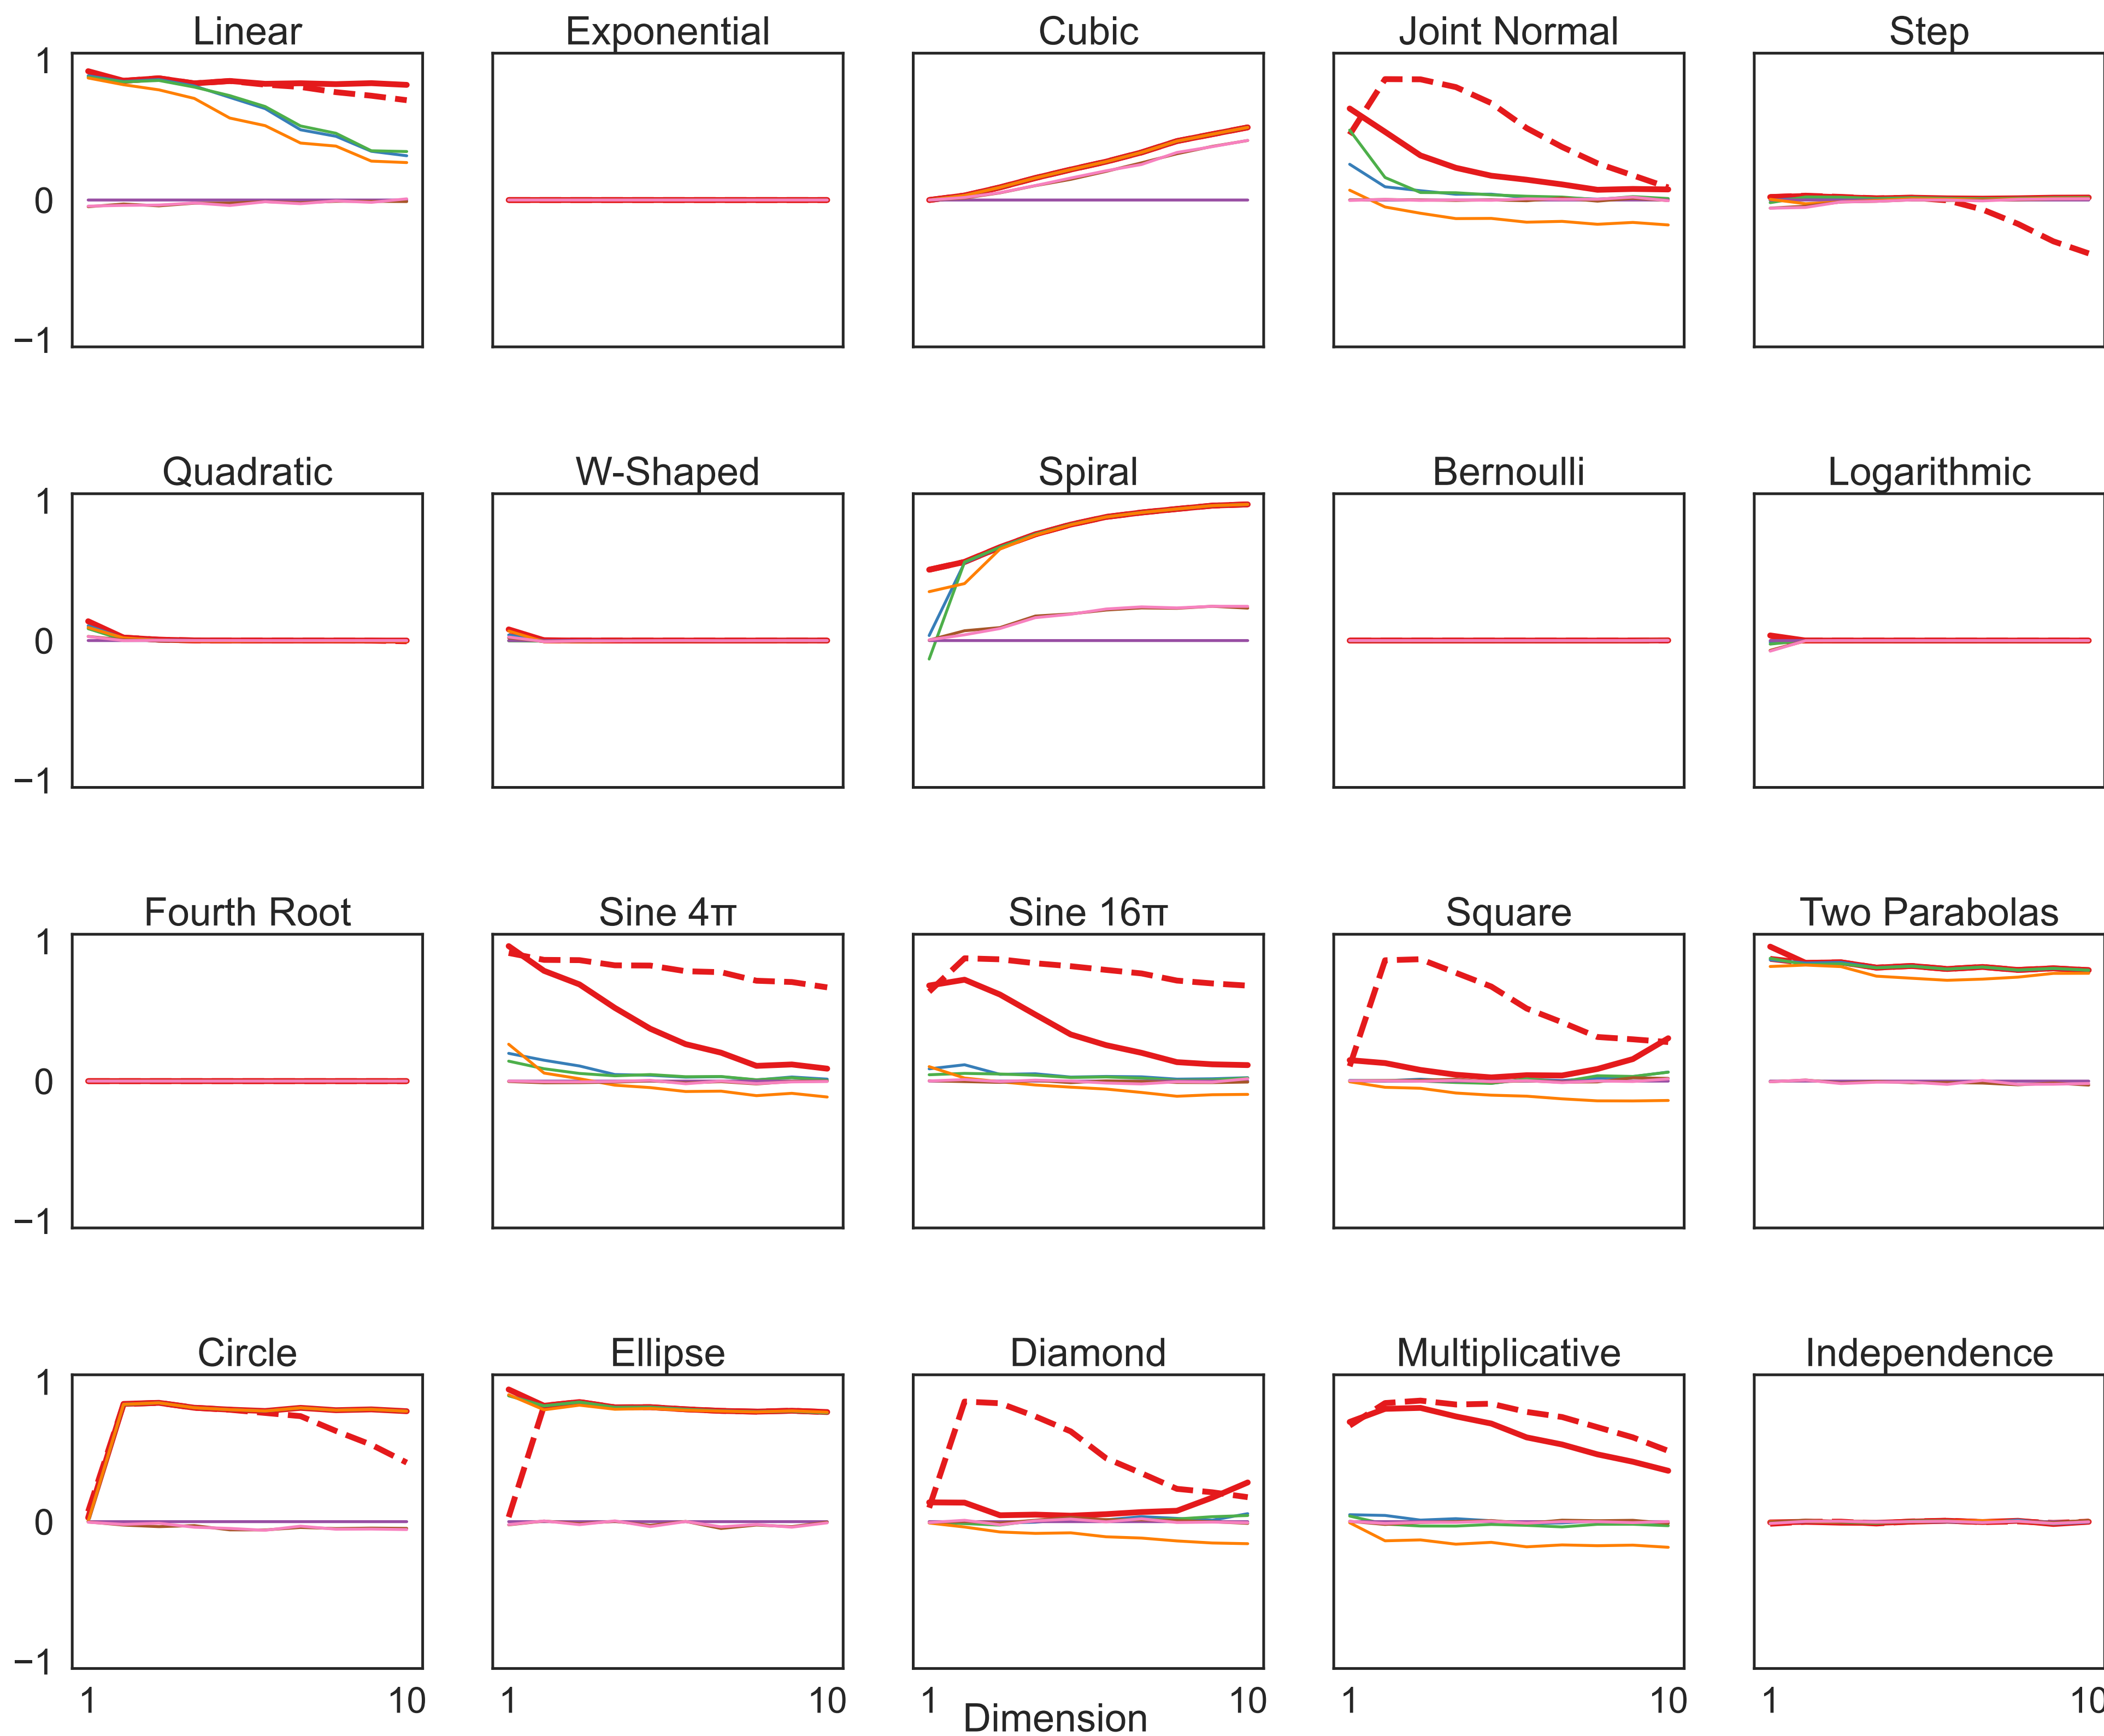 Linear Exponential Cubic Joint Normal Step
1
0
−1
Quadratic W-Shaped Spiral Bernoulli Logarithmic
1
0
−1
Fourth Root Sine 4π Sine 16π Square Two Parabolas
1
0
−1
Circle Ellipse Diamond Multiplicative Independence
1
0
−1
1 10 1 10 1 10 1 10 1 10
Dimension